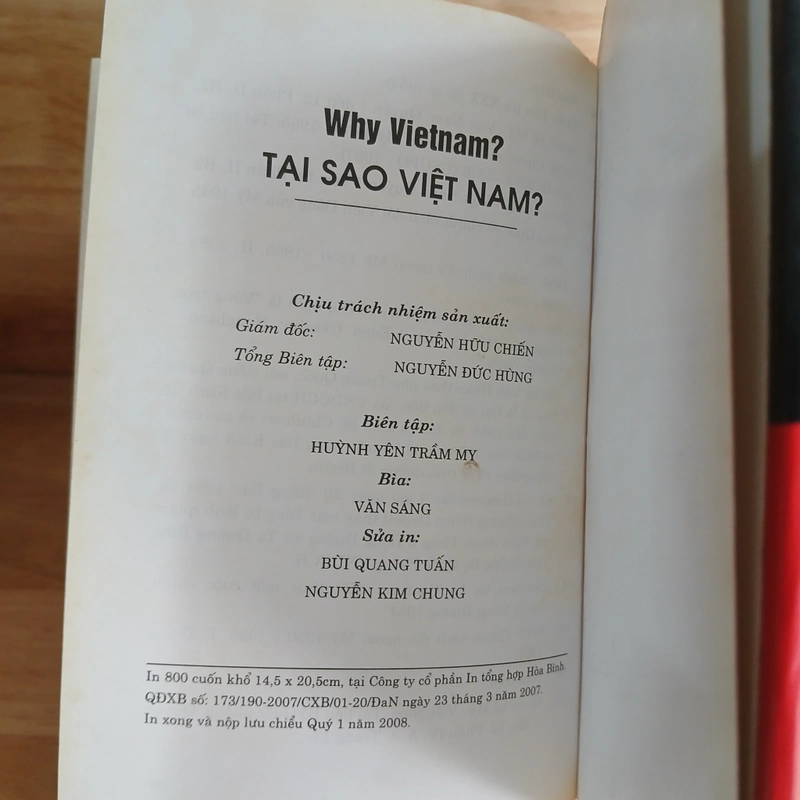 Why Vietnam?
TẠI SAO VIỆT NAM?
Chịu trách nhiệm sản xuất:
Giám đốc: NGUYỄN HỮU CHIẾN
Tổng Biên tập: NGUYỄN ĐỨC HÙNG
Biên tập:
HUỲNH YÊN TRẦM MY
Bìa:
VĂN SÁNG
Sửa in:
BÙI QUANG TUẤN
NGUYỄN KIM CHUNG
In 800 cuốn khổ 14,5 x 20,5cm, tại Công ty cổ phần In tổng hợp Hòa Bình.
QĐXB số: 173/190-2007/CXB/01-20/ĐaN ngày 23 tháng 3 năm 2007.
In xong và nộp lưu chiểu Quý 1 năm 2008.